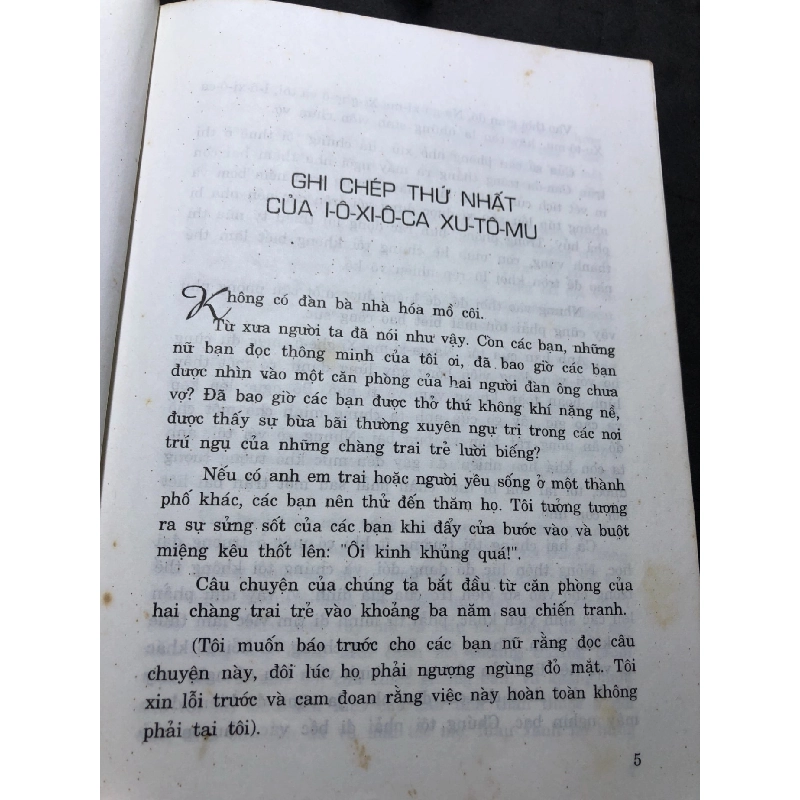 GHI CHÉP THỨ NHẤT
CỦA I-Ô-XI-Ô-CA XU-TÔ-MU
Không có đàn bà nhà hóa mồ côi.
Từ xưa người ta đã nói như vậy. Còn các bạn, những
nữ bạn đọc thông minh của tôi ơi, đã bao giờ các bạn
được nhìn vào một căn phòng của hai người đàn ông chưa
vợ? Đã bao giờ các bạn được thở thứ không khí nặng nề,
được thấy sự bừa bãi thường xuyên ngự trị trong các nơi
trú ngụ của những chàng trai trẻ lười biếng?
Nếu có anh em trai hoặc người yêu sống ở một thành
phố khác, các bạn nên thử đến thăm họ. Tôi tưởng tượng
ra sự sửng sốt của các bạn khi đẩy cửa bước vào và buột
miệng kêu thốt lên: "Ôi kinh khủng quá!".
Câu chuyện của chúng ta bắt đầu từ căn phòng của
hai chàng trai trẻ vào khoảng ba năm sau chiến tranh.
(Tôi muốn báo trước cho các bạn nữ rằng đọc câu
chuyện này, đôi lúc họ phải ngượng ngùng đỏ mặt. Tôi
xin lỗi trước và cam đoan rằng việc này hoàn toàn không
phải tại tôi).
5